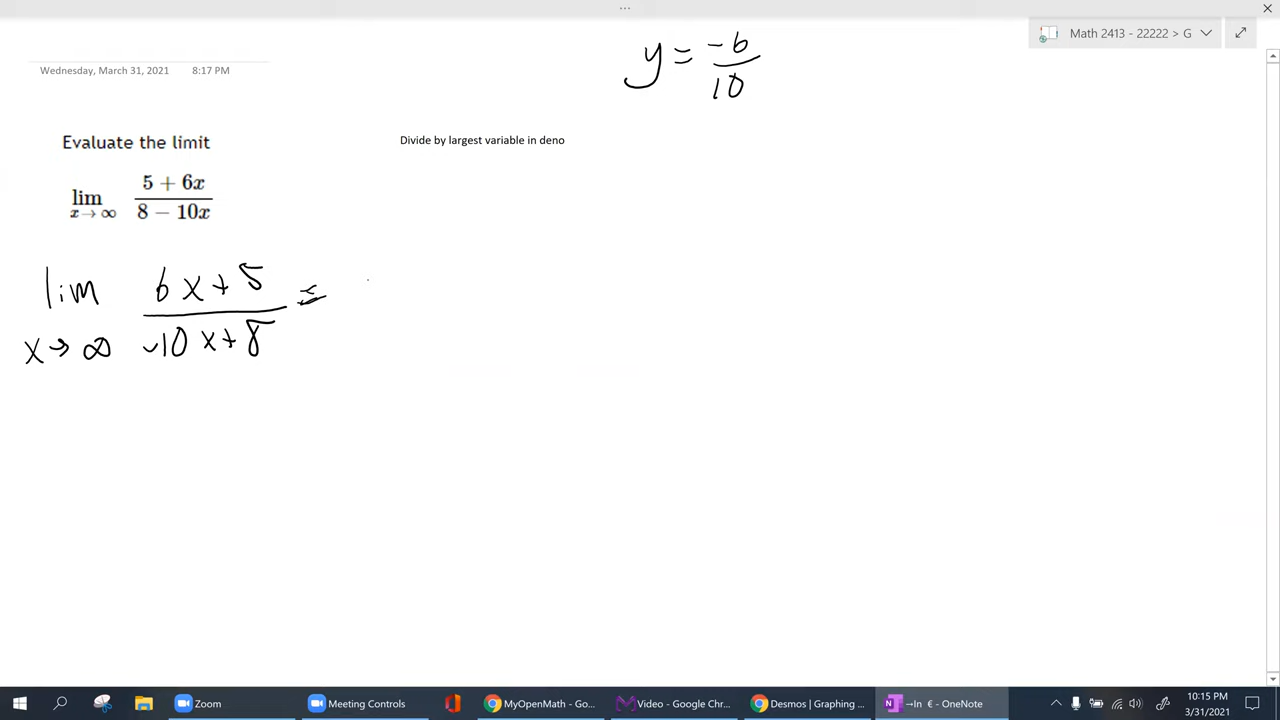 Math 2413 - 22222 > G
y = -6/10
Wednesday, March 31, 2021 8:17 PM
Evaluate the limit
Divide by largest variable in deno
lim x→∞ (5 + 6x)/(8 − 10x)
lim x→∞ (6x+5)/(-10x+8) =
Zoom
Meeting Controls
MyOpenMath - Go...
Video - Google Chr...
Desmos | Graphing ...
→In € - OneNote
10:15 PM
3/31/2021